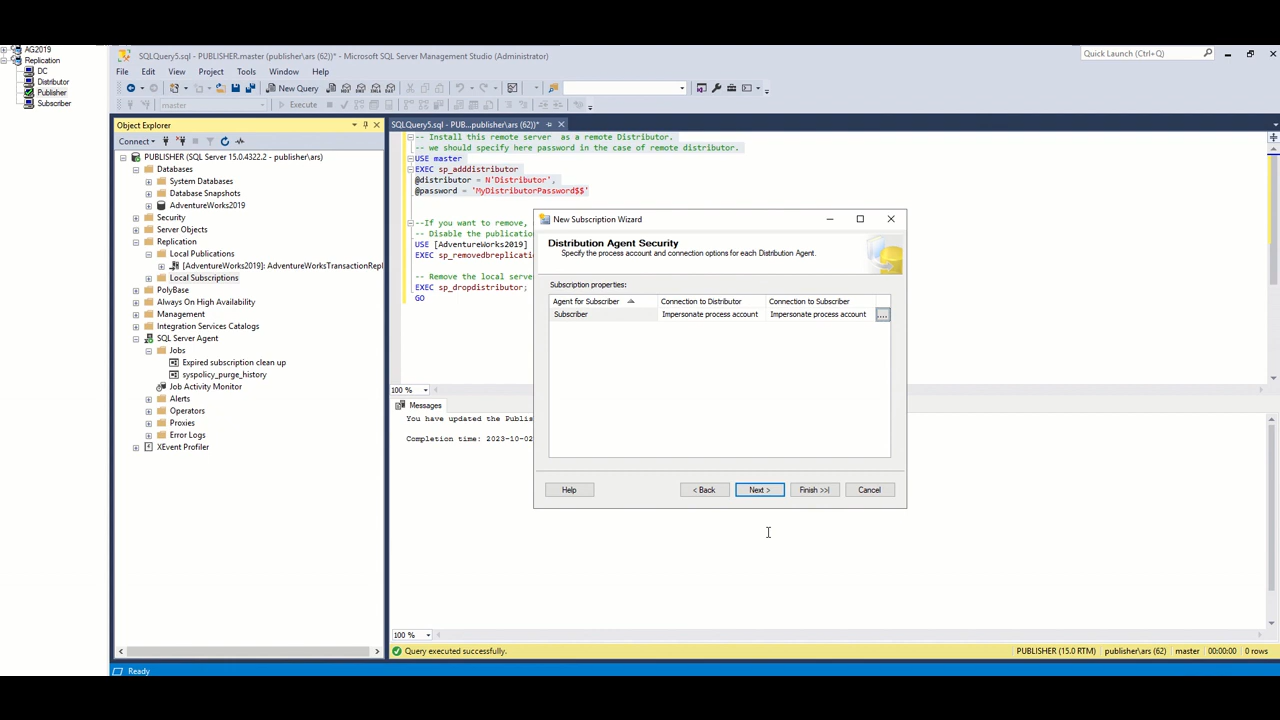 AG2019
Replication
DC
Distributor
Publisher
Subscriber
SQLQuery5.sql - PUBLISHER.master (publisher\ars (62))* - Microsoft SQL Server Management Studio (Administrator)
Quick Launch (Ctrl+Q)
File Edit View Project Tools Window Help
New Query
MDX DMX XMLA DAX
master
Execute
Object Explorer
Connect
PUBLISHER (SQL Server 15.0.4322.2 - publisher\ars)
Databases
System Databases
Database Snapshots
AdventureWorks2019
Security
Server Objects
Replication
Local Publications
[AdventureWorks2019]: AdventureWorksTransactionRepl
Local Subscriptions
PolyBase
Always On High Availability
Management
Integration Services Catalogs
SQL Server Agent
Jobs
Expired subscription clean up
syspolicy_purge_history
Job Activity Monitor
Alerts
Operators
Proxies
Error Logs
XEvent Profiler
SQLQuery5.sql - PUB...publisher\ars (62))*
-- Install this remote server as a remote Distributor.
-- we should specify here password in the case of remote distributor.
USE master
EXEC sp_adddistributor
@distributor = N'Distributor',
@password = 'MyDistributorPassword$$'
--If you want to remove,
-- Disable the publication
USE [AdventureWorks2019]
EXEC sp_removedbreplicatio
-- Remove the local serve
EXEC sp_dropdistributor;
GO
100 %
Messages
You have updated the Publis
Completion time: 2023-10-02
100 %
New Subscription Wizard
Distribution Agent Security
Specify the process account and connection options for each Distribution Agent.
Subscription properties:
Agent for Subscriber Connection to Distributor Connection to Subscriber
Subscriber Impersonate process account Impersonate process account ...
Help < Back Next > Finish >>| Cancel
Query executed successfully. PUBLISHER (15.0 RTM) publisher\ars (62) master 00:00:00 0 rows
Ready